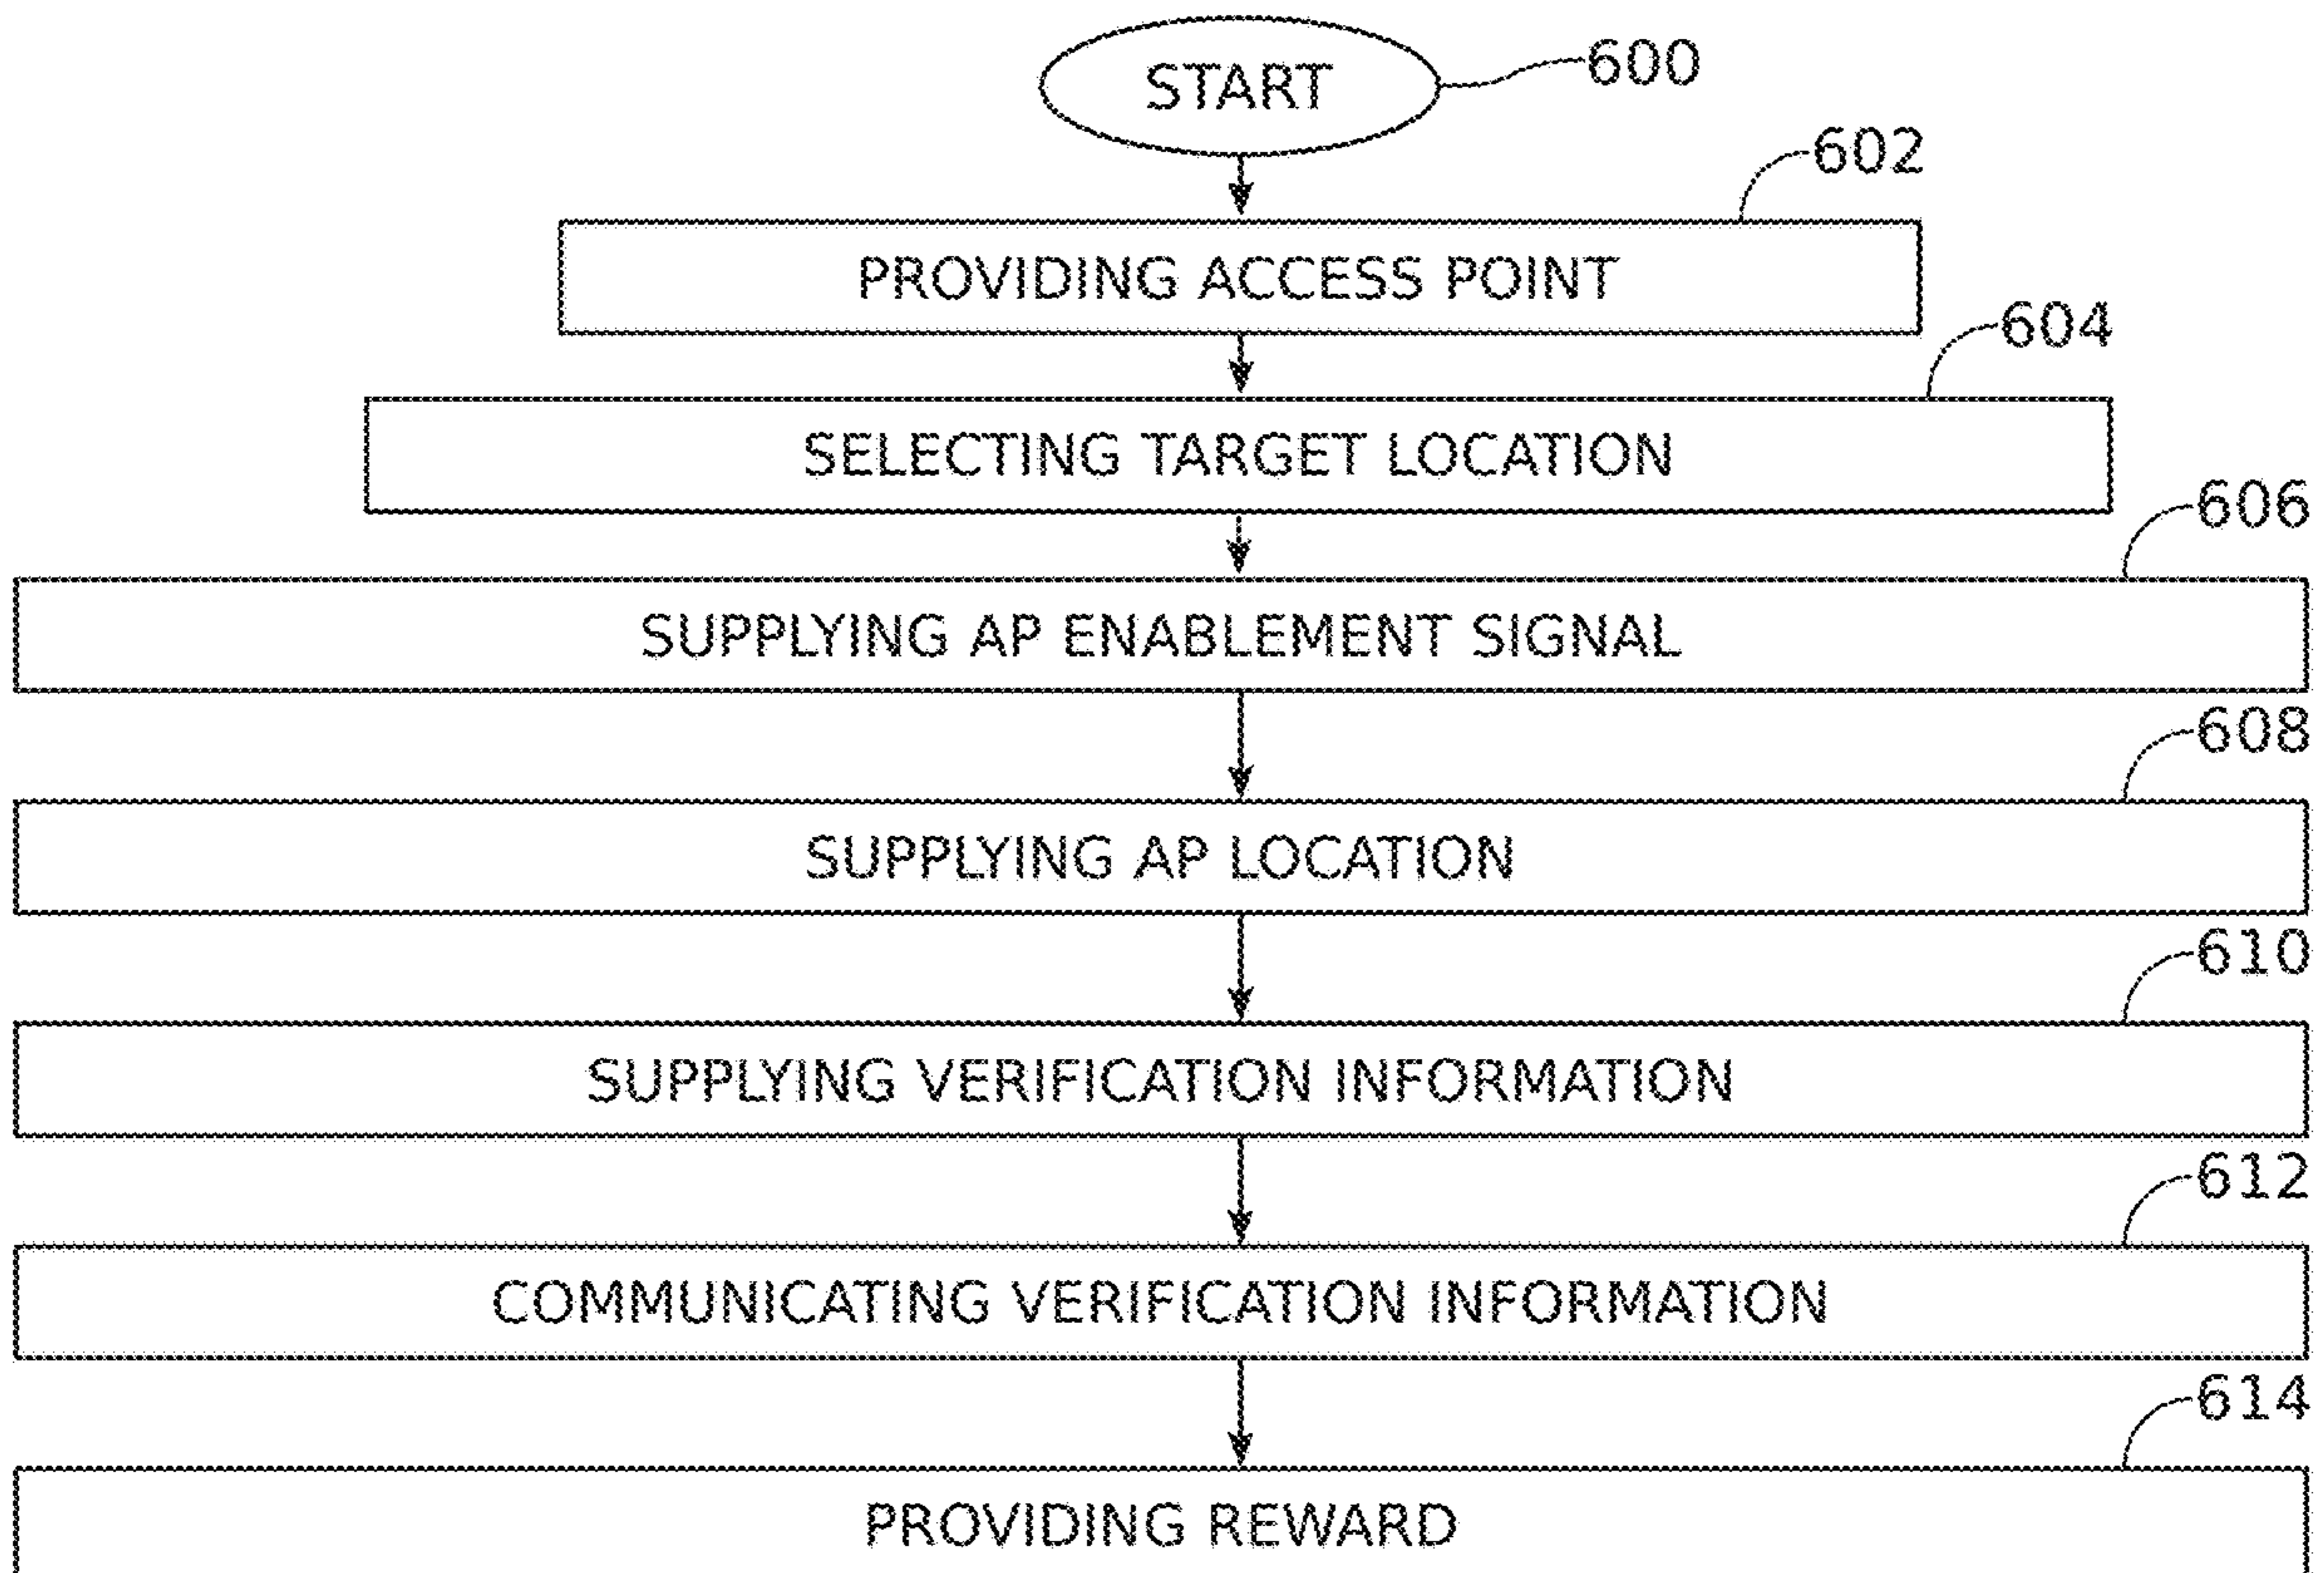 START
600
602
PROVIDING ACCESS POINT
604
SELECTING TARGET LOCATION
606
SUPPLYING AP ENABLEMENT SIGNAL
608
SUPPLYING AP LOCATION
610
SUPPLYING VERIFICATION INFORMATION
612
COMMUNICATING VERIFICATION INFORMATION
614
PROVIDING REWARD